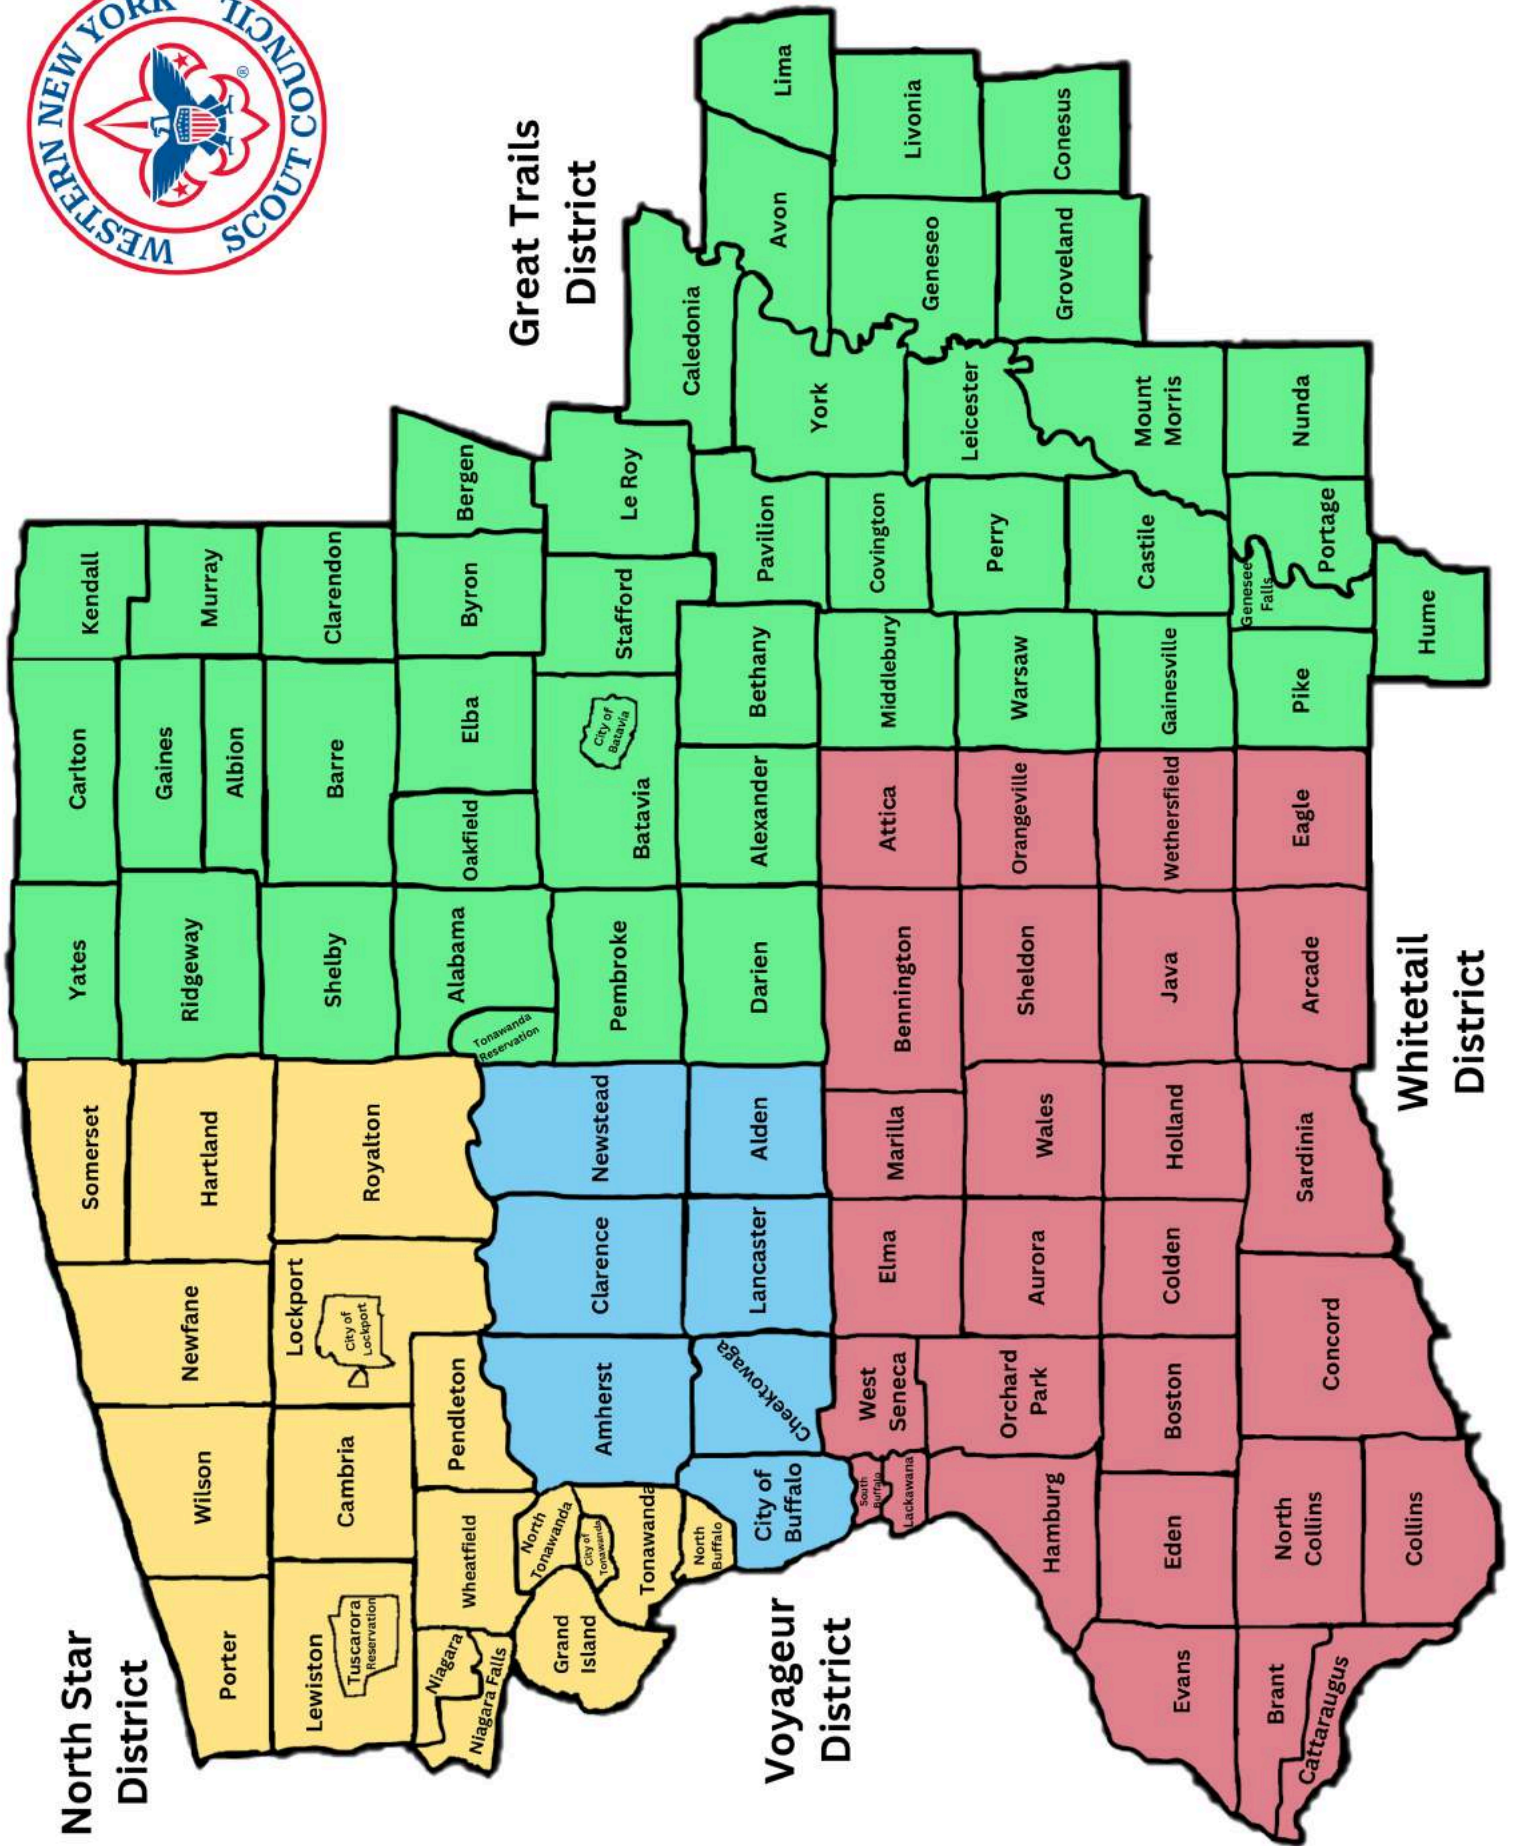 WESTERN NEW YORK
SCOUT COUNCIL
®
North Star
District
Great Trails
District
Voyageur
District
Whitetail
District
Porter
Wilson
Newfane
Somerset
Yates
Carlton
Kendall
Hartland
Ridgeway
Gaines
Albion
Murray
Lewiston
Tuscarora
Reservation
Cambria
Lockport
City of
Lockport
Royalton
Shelby
Barre
Clarendon
Niagara
Niagara Falls
Wheatfield
Pendleton
Alabama
Tonawanda
Reservation
Oakfield
Elba
Byron
Bergen
Grand
Island
North
Tonawanda
City of
Tonawanda
Tonawanda
North
Buffalo
Amherst
Clarence
Newstead
Pembroke
Batavia
City of
Batavia
Stafford
Le Roy
Caledonia
City of
Buffalo
Cheektowaga
Lancaster
Alden
Darien
Alexander
Bethany
Pavilion
York
Avon
Lima
South
Buffalo
Lackawana
West
Seneca
Elma
Marilla
Bennington
Attica
Middlebury
Covington
Leicester
Geneseo
Livonia
Hamburg
Orchard
Park
Aurora
Wales
Sheldon
Orangeville
Warsaw
Perry
Mount
Morris
Groveland
Conesus
Evans
Eden
Boston
Colden
Holland
Java
Wethersfield
Gainesville
Castile
Brant
Cattaraugus
North
Collins
Concord
Sardinia
Arcade
Eagle
Pike
Genesee
Falls
Portage
Nunda
Collins
Hume